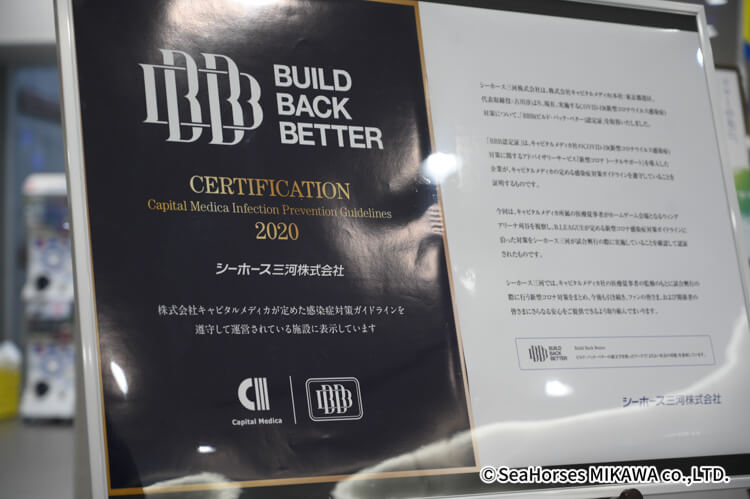 BBB
BUILD
BACK
BETTER
CERTIFICATION
Capital Medica Infection Prevention Guidelines
2020
シーホース三河株式会社
株式会社キャピタルメディカが定めた感染症対策ガイドラインを
遵守して運営されている施設に表示しています
Capital Medica
BBB
シーホース三河株式会社は、株式会社キャピタルメディカ(本社:東京都港区、
代表取締役:古川淳)より、現在、実施するCOVID-19(新型コロナウイルス感染症)
対策について、「BBB(ビルド・バック・ベター)認定証」を取得いたしました。
「BBB認定証」は、キャピタルメディカ社のCOVID-19(新型コロナウイルス感染症)
対策に関するアドバイザリーサービス「新型コロナ トータルサポート」を導入した
企業が、キャピタルメディカの定める感染症対策ガイドラインを遵守していることを
証明するものです。
今回は、キャピタルメディカ所属の医療従事者がホームゲーム会場となるウィング
アリーナ刈谷を視察し、B.LEAGUEが定める新型コロナ感染症対策ガイドラインに
沿った対策をシーホース三河が試合興行の際に実施していることを確認して認証
されたものです。
シーホース三河では、キャピタルメディカ社の医療従事者の監修のもとに試合興行の
際に行う新型コロナ対策をまとめ、今後も引き続き、ファンの皆さま、および関係者の
皆さまにさらなる安心をご提供できるよう取り組んでまいります。
BBB BUILD
BACK
BETTER
Build Back Better
シーホース三河株式会社
© SeaHorses MIKAWA co.,LTD.